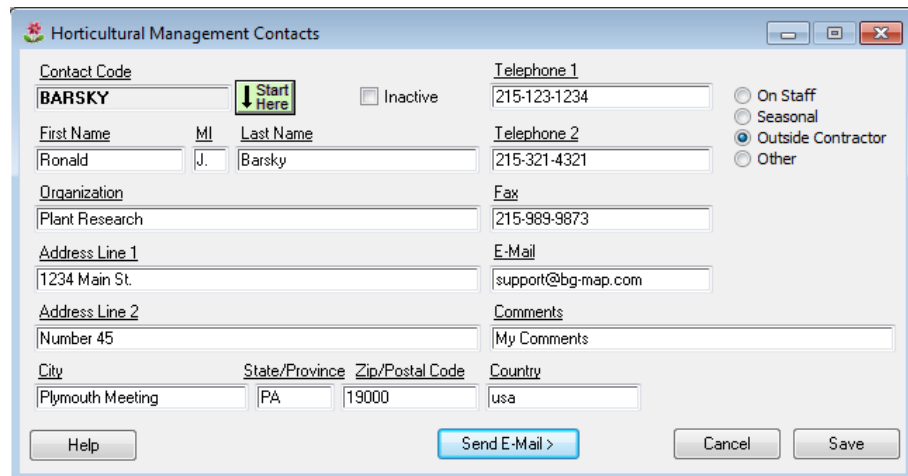 Horticultural Management Contacts
Contact Code
BARSKY
Start
Here
Inactive
Telephone 1
215-123-1234
On Staff
Seasonal
Outside Contractor
Other
First Name MI Last Name
Ronald J. Barsky
Telephone 2
215-321-4321
Organization
Plant Research
Fax
215-989-9873
Address Line 1
1234 Main St.
E-Mail
support@bg-map.com
Address Line 2
Number 45
Comments
My Comments
City State/Province Zip/Postal Code Country
Plymouth Meeting PA 19000 usa
Help Send E-Mail > Cancel Save